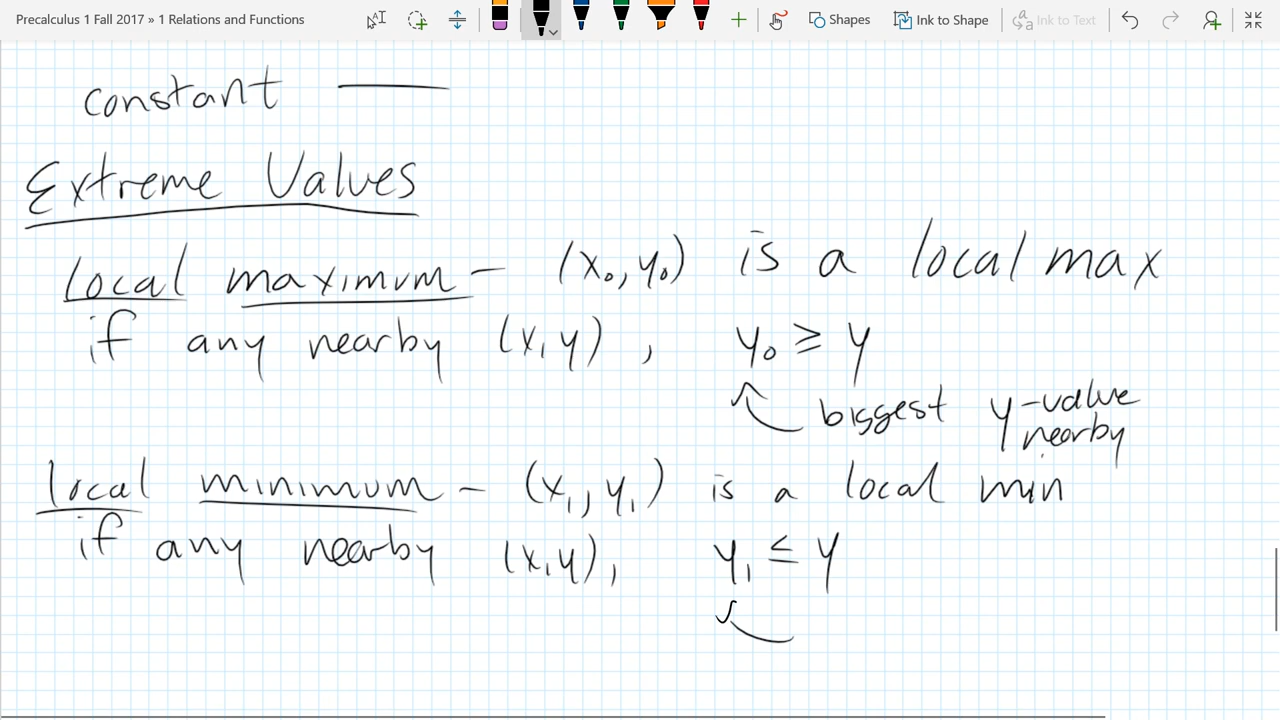 Precalculus 1 Fall 2017 » 1 Relations and Functions
Shapes
Ink to Shape
Ink to Text
constant
Extreme Values
local maximum - (x₀, y₀) is a local max
if any nearby (x, y), y₀ ≥ y
biggest y-value
nearby
local minimum - (x₁, y₁) is a local min
if any nearby (x, y), y₁ ≤ y